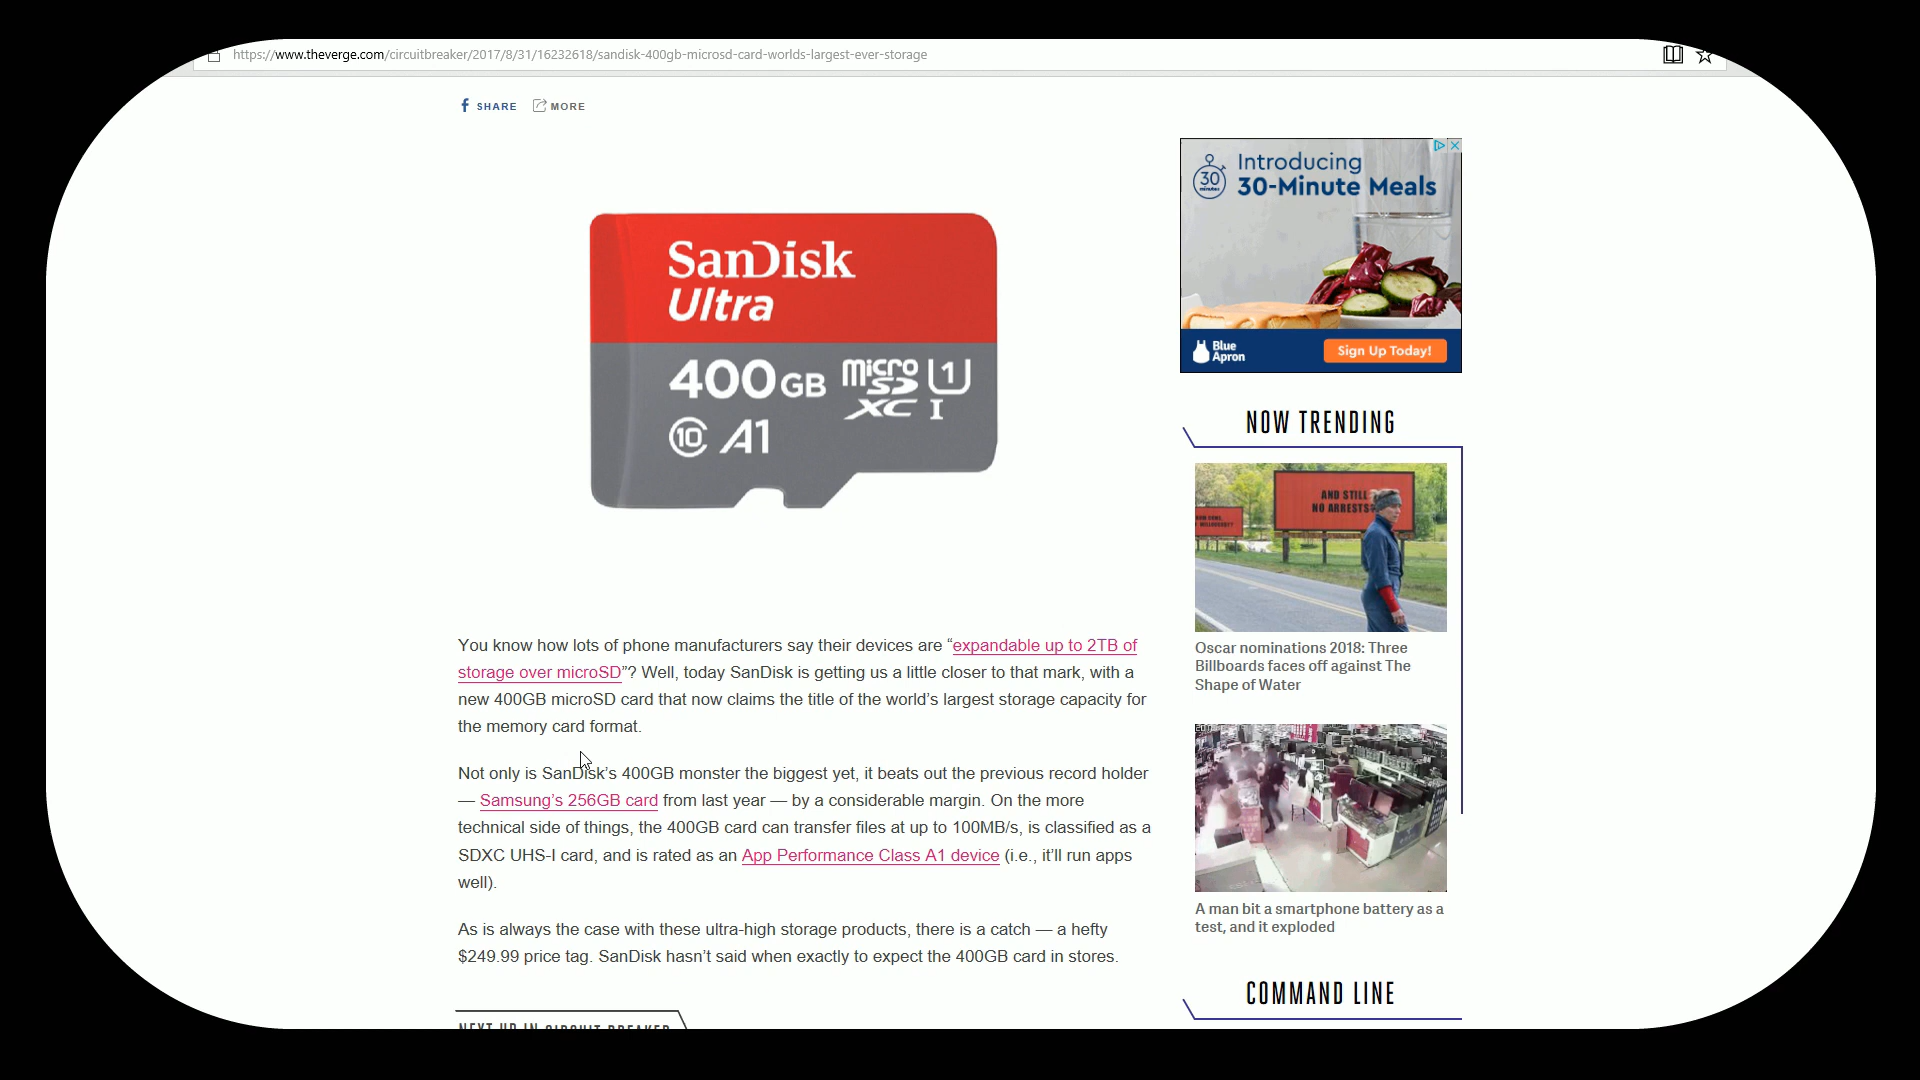 https://www.theverge.com/circuitbreaker/2017/8/31/16232618/sandisk-400gb-microsd-card-worlds-largest-ever-storage
SHARE MORE
SanDisk
Ultra
400GB micro SD XC I U1
10 A1
Introducing
30 minutes
30-Minute Meals
Blue Apron
Sign Up Today!
NOW TRENDING
AND STILL
NO ARRESTS?
Oscar nominations 2018: Three
Billboards faces off against The
Shape of Water
A man bit a smartphone battery as a
test, and it exploded
COMMAND LINE
You know how lots of phone manufacturers say their devices are “expandable up to 2TB of
storage over microSD”? Well, today SanDisk is getting us a little closer to that mark, with a
new 400GB microSD card that now claims the title of the world’s largest storage capacity for
the memory card format.
Not only is SanDisk’s 400GB monster the biggest yet, it beats out the previous record holder
— Samsung’s 256GB card from last year — by a considerable margin. On the more
technical side of things, the 400GB card can transfer files at up to 100MB/s, is classified as a
SDXC UHS-I card, and is rated as an App Performance Class A1 device (i.e., it’ll run apps
well).
As is always the case with these ultra-high storage products, there is a catch — a hefty
$249.99 price tag. SanDisk hasn’t said when exactly to expect the 400GB card in stores.
NEXT UP IN CIRCUIT BREAKER